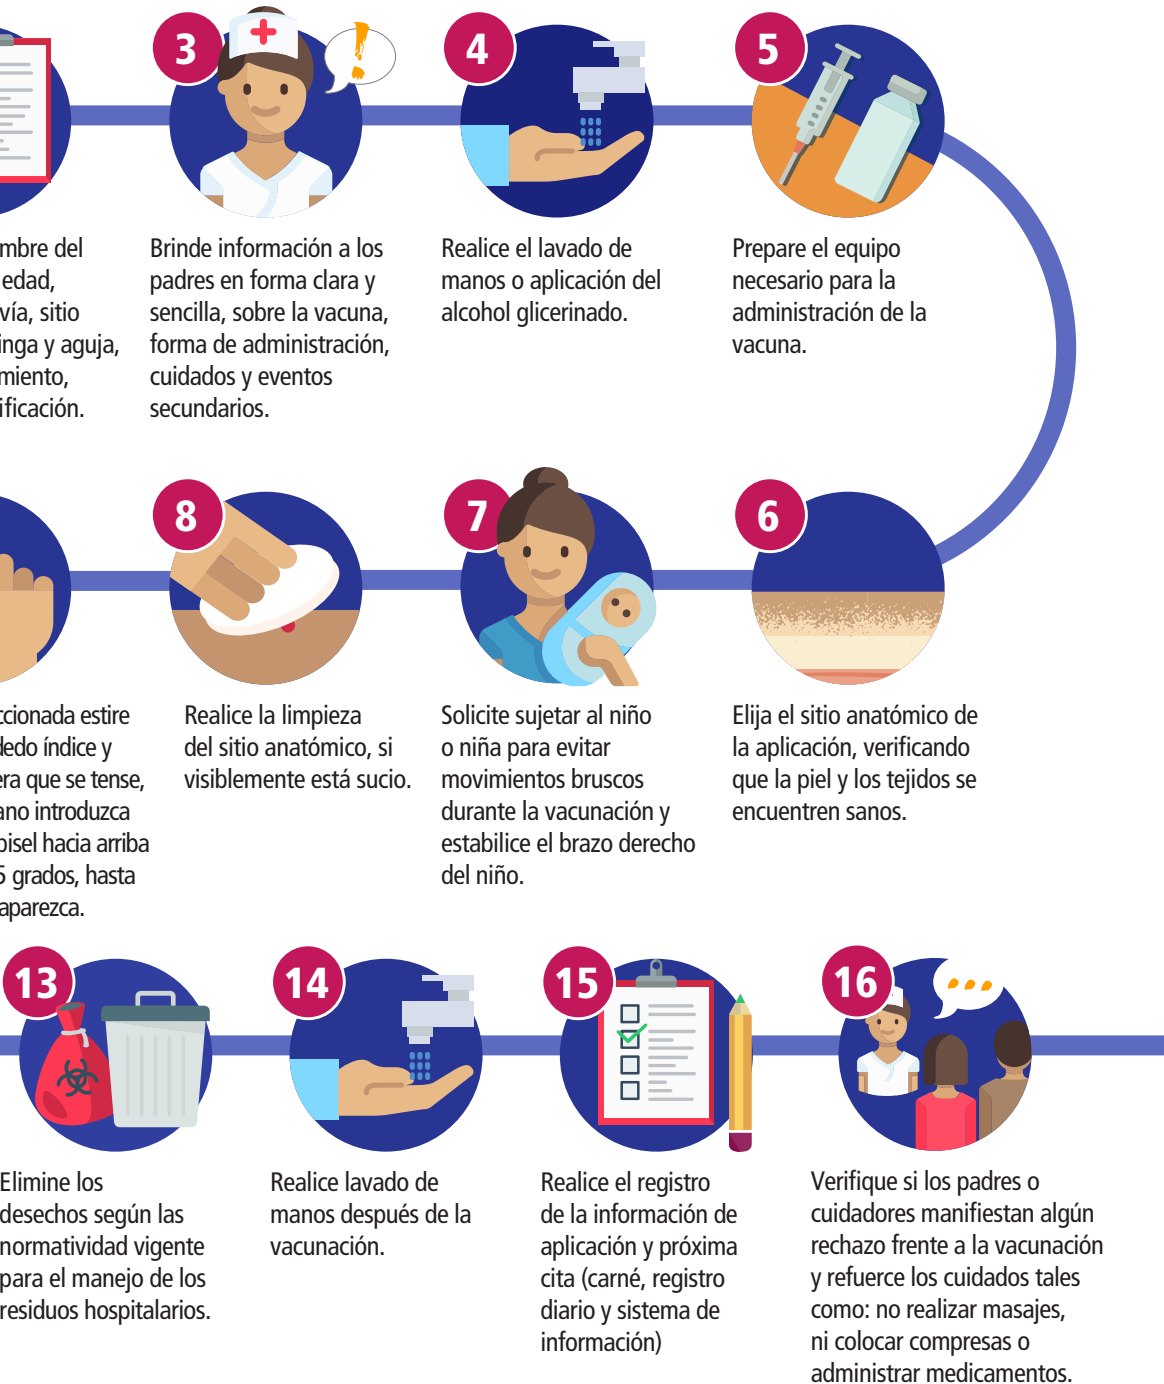 mbre del
edad,
vía, sitio
inga y aguja,
miento,
ificación.
3
Brinde información a los
padres en forma clara y
sencilla, sobre la vacuna,
forma de administración,
cuidados y eventos
secundarios.
4
Realice el lavado de
manos o aplicación del
alcohol glicerinado.
5
Prepare el equipo
necesario para la
administración de la
vacuna.
6
Elija el sitio anatómico de
la aplicación, verificando
que la piel y los tejidos se
encuentren sanos.
7
Solicite sujetar al niño
o niña para evitar
movimientos bruscos
durante la vacunación y
estabilice el brazo derecho
del niño.
8
Realice la limpieza
del sitio anatómico, si
visiblemente está sucio.
ccionada estire
dedo índice y
era que se tense,
ano introduzca
bisel hacia arriba
5 grados, hasta
aparezca.
13
Elimine los
desechos según las
normatividad vigente
para el manejo de los
residuos hospitalarios.
14
Realice lavado de
manos después de la
vacunación.
15
Realice el registro
de la información de
aplicación y próxima
cita (carné, registro
diario y sistema de
información)
16
Verifique si los padres o
cuidadores manifiestan algún
rechazo frente a la vacunación
y refuerce los cuidados tales
como: no realizar masajes,
ni colocar compresas o
administrar medicamentos.